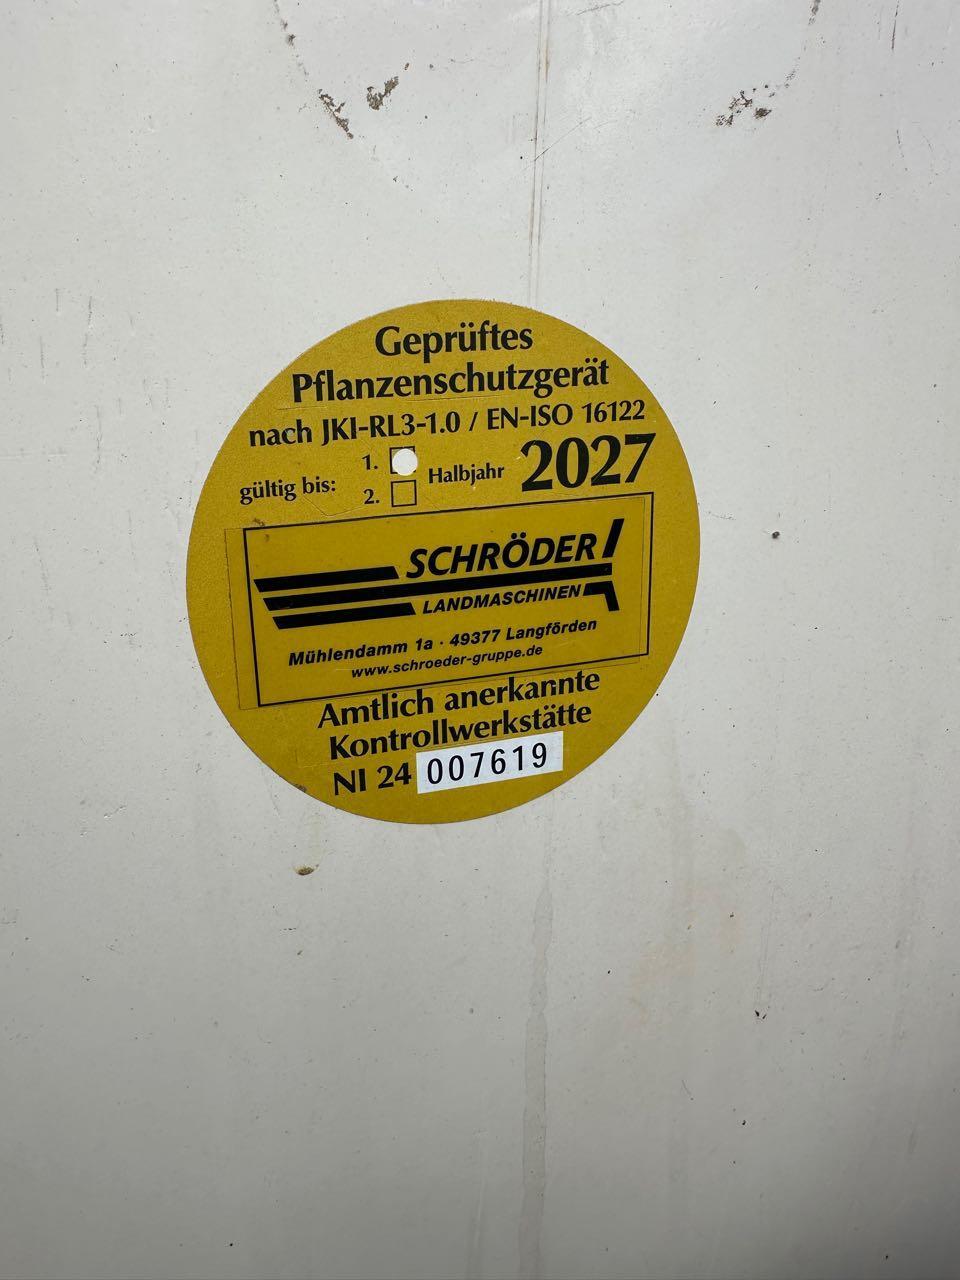 Geprüftes
Pflanzenschutzgerät
nach JKI-RL3-1.0 / EN-ISO 16122
gültig bis: 1. Halbjahr 2027
2.
SCHRÖDER
LANDMASCHINEN
Mühlendamm 1a · 49377 Langförden
www.schroeder-gruppe.de
Amtlich anerkannte
Kontrollwerkstätte
NI 24 007619